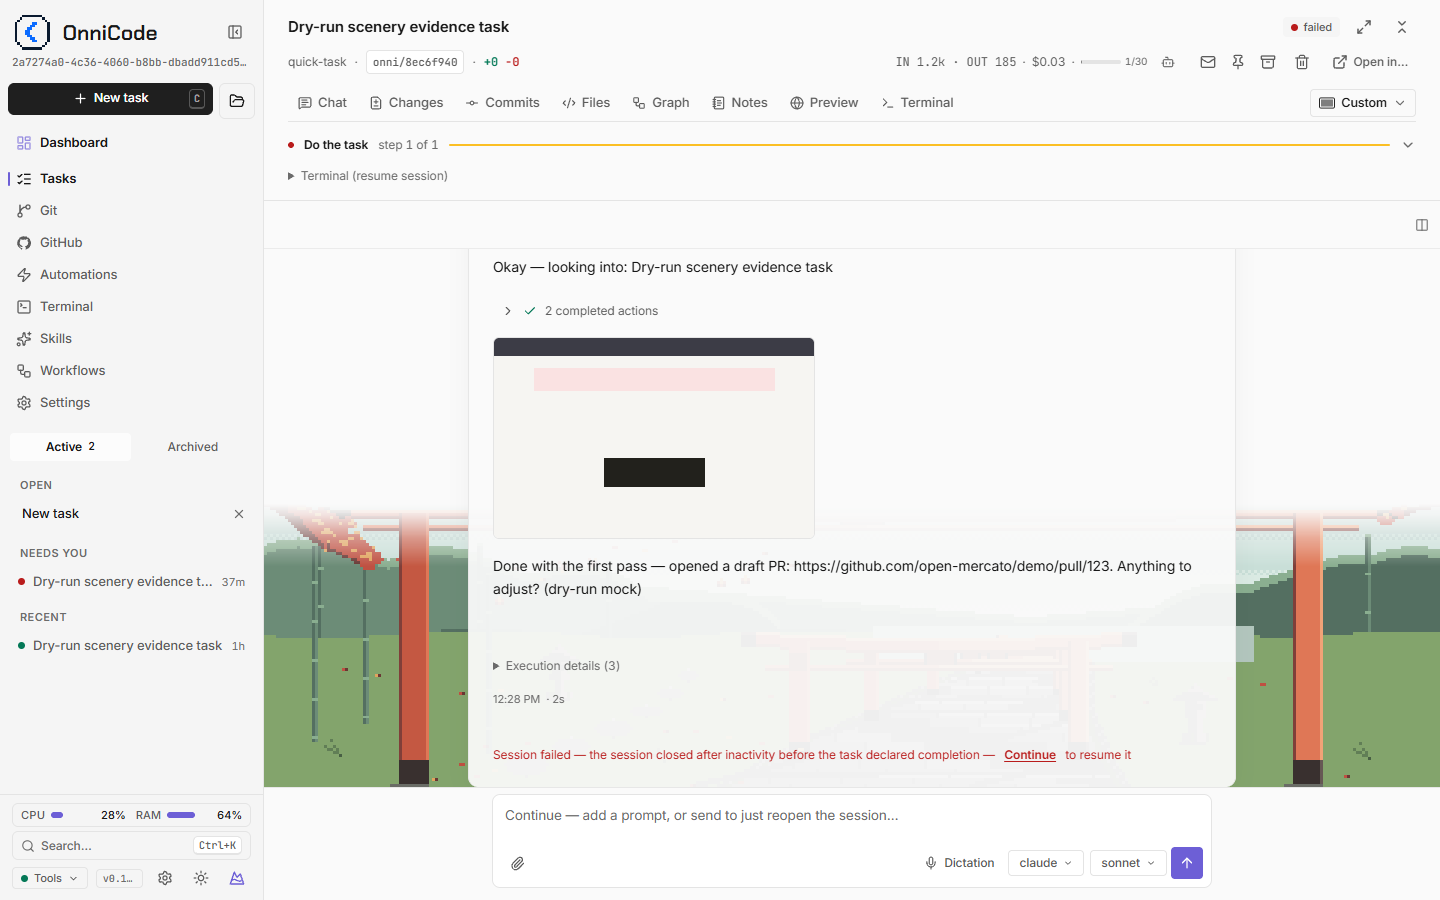 OnniCode
2a7274a0-4c36-4060-b8bb-dbadd911cd5…
New task C
Dashboard
Tasks
Git
GitHub
Automations
Terminal
Skills
Workflows
Settings
Active 2
Archived
OPEN
New task
NEEDS YOU
Dry-run scenery evidence t… 37m
RECENT
Dry-run scenery evidence task 1h
CPU 28% RAM 64%
Search... Ctrl+K
Tools v0.1…
Dry-run scenery evidence task
failed
quick-task · onni/8ec6f940 · +0 -0
IN 1.2k · OUT 185 · $0.03 · 1/30
Open in...
Chat
Changes
Commits
Files
Graph
Notes
Preview
Terminal
Custom
Do the task step 1 of 1
Terminal (resume session)
Okay — looking into: Dry-run scenery evidence task
2 completed actions
Done with the first pass — opened a draft PR: https://github.com/open-mercato/demo/pull/123. Anything to
adjust? (dry-run mock)
Execution details (3)
12:28 PM · 2s
Session failed — the session closed after inactivity before the task declared completion — Continue to resume it
Continue — add a prompt, or send to just reopen the session...
Dictation
claude
sonnet